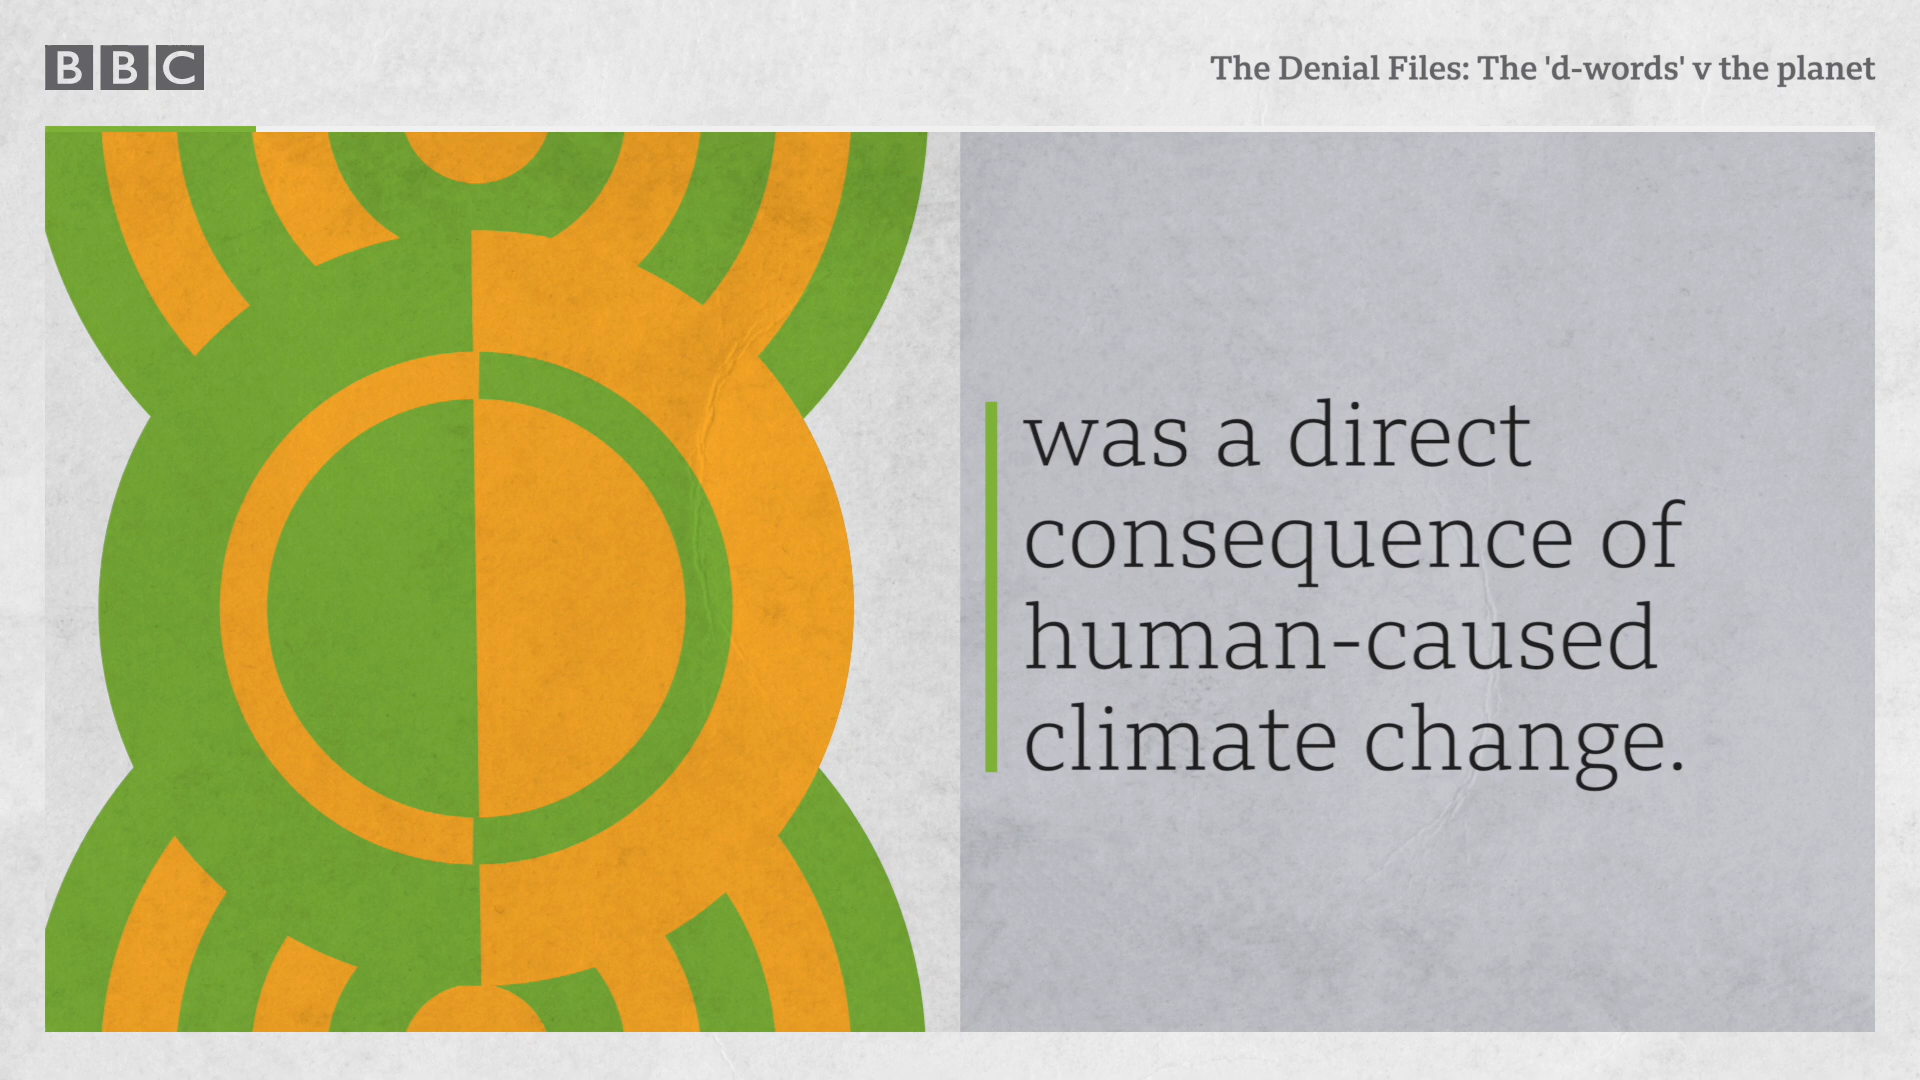 BBC
The Denial Files: The 'd-words' v the planet
was a direct
consequence of
human-caused
climate change.